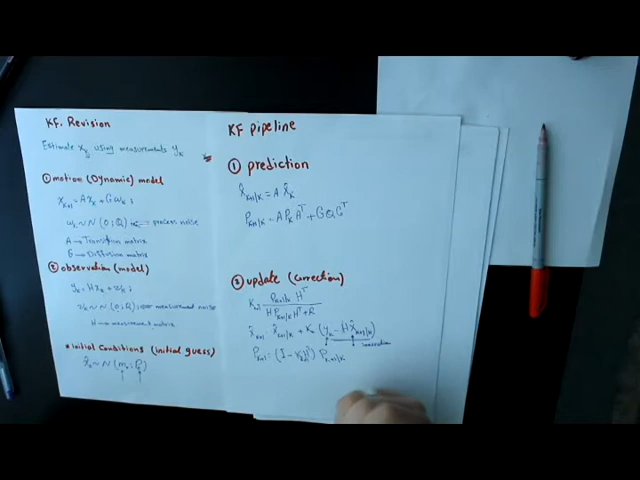 KF. Revision
Estimate x_k using measurements y_k
① motion (Dynamic) model
x_{k+1} = A x_k + G w_k ;
w_k ~ N (0; Q) process noise
A → Transition matrix
G → Diffusion matrix
② observation (model)
y_k = H x_k +
~ N (0; R) measurement noise
H → measurement matrix
• initial Conditions (initial guess)
x̂_0 ~ N (m_0; P_0)
KF pipeline
① prediction
x̂_{k+1|k} = A x̂_k
P_{k+1|k} = A P_k A^T + G Q G^T
② update (correction)
K_{k+1} = P_{k+1|k} H^T / (H P_{k+1|k} H^T + R)
x̂_{k+1} = x̂_{k+1|k} + K_k (y_k − H x̂_{k+1|k})
innovation
P_{k+1} = (I − K H) P_{k+1|k}